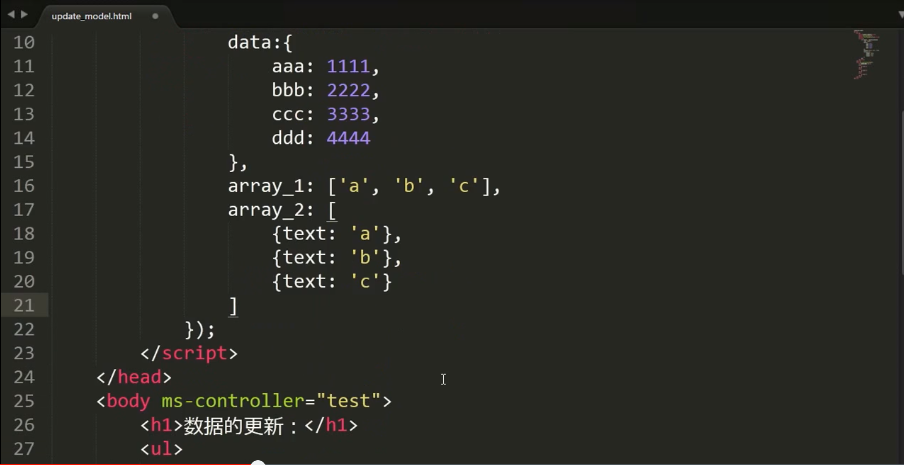 update_model.html
10 data:{
11 aaa: 1111,
12 bbb: 2222,
13 ccc: 3333,
14 ddd: 4444
15 },
16 array_1: ['a', 'b', 'c'],
17 array_2: [
18 {text: 'a'},
19 {text: 'b'},
20 {text: 'c'}
21 ]
22 });
23 </script>
24 </head>
25 <body ms-controller="test">
26 <h1>数据的更新：</h1>
27 <ul>